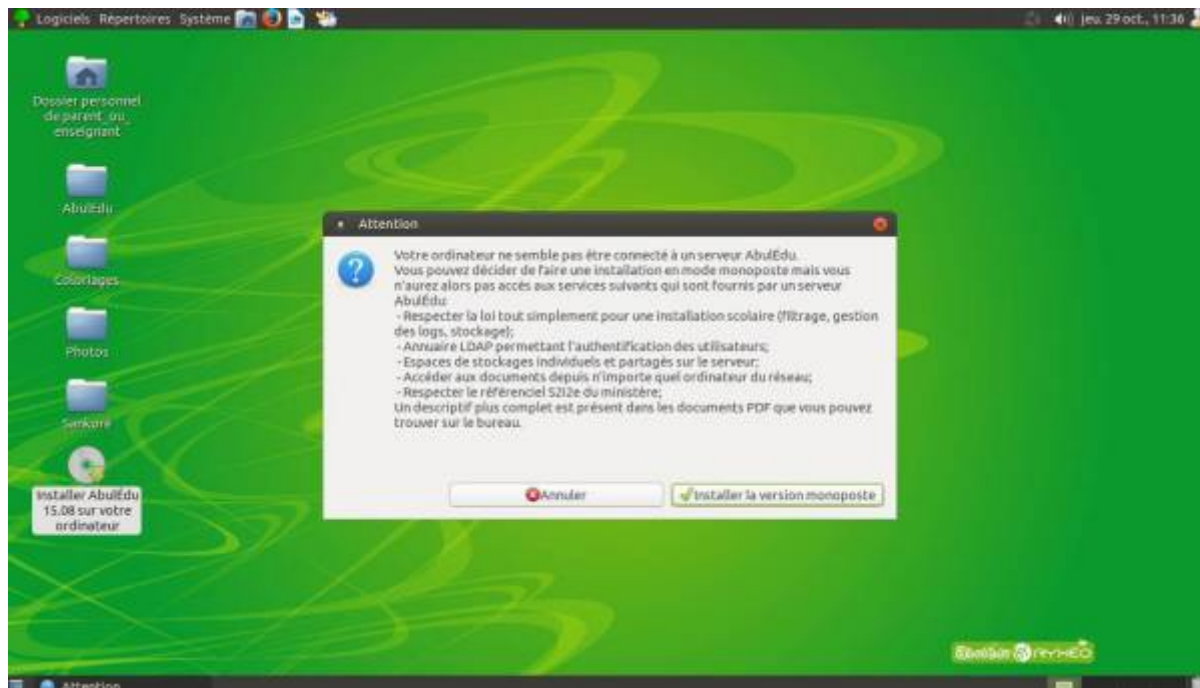 Logiciels Répertoires Système
jeu. 29 oct., 11:36
Dossier personnel
de parent_ou_
enseignant
AbulEdu
Coloriages
Photos
Sankoré
Installer AbulEdu
15.08 sur votre
ordinateur
Attention
Votre ordinateur ne semble pas être connecté à un serveur AbulEdu.
Vous pouvez décider de faire une installation en mode monoposte mais vous
n'aurez alors pas accès aux services suivants qui sont fournis par un serveur
AbulEdu:
- Respecter la loi tout simplement pour une installation scolaire (filtrage, gestion
des logs, stockage);
- Annuaire LDAP permettant l'authentification des utilisateurs;
- Espaces de stockages individuels et partagés sur le serveur;
- Accéder aux documents depuis n'importe quel ordinateur du réseau;
- Respecter le référenciel S2i2e du ministère;
Un descriptif plus complet est présent dans les documents PDF que vous pouvez
trouver sur le bureau.
Annuler
Installer la version monoposte
RYXEO
Attention